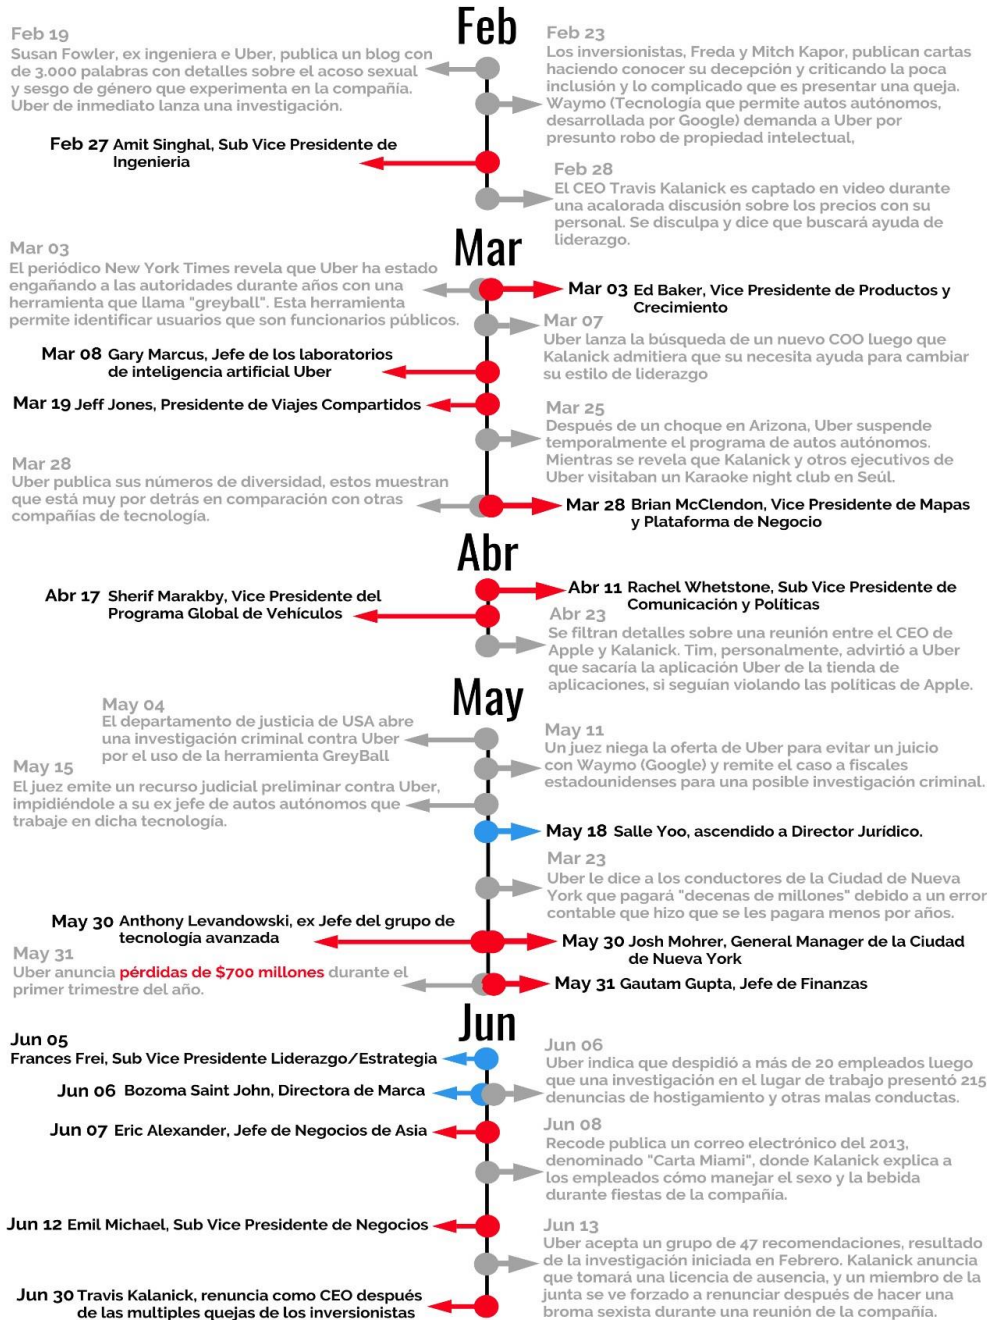 Feb
Feb 19
Susan Fowler, ex ingeniera e Uber, publica un blog con
de 3.000 palabras con detalles sobre el acoso sexual
y sesgo de género que experimenta en la compañía.
Uber de inmediato lanza una investigación.
Feb 23
Los inversionistas, Freda y Mitch Kapor, publican cartas
haciendo conocer su decepción y criticando la poca
inclusión y lo complicado que es presentar una queja.
Waymo (Tecnología que permite autos autónomos,
desarrollada por Google) demanda a Uber por
presunto robo de propiedad intelectual,
Feb 27 Amit Singhal, Sub Vice Presidente de
Ingenieria
Feb 28
El CEO Travis Kalanick es captado en video durante
una acalorada discusión sobre los precios con su
personal. Se disculpa y dice que buscará ayuda de
liderazgo.
Mar
Mar 03
El periódico New York Times revela que Uber ha estado
engañando a las autoridades durante años con una
herramienta que llama "greyball". Esta herramienta
permite identificar usuarios que son funcionarios públicos.
Mar 03 Ed Baker, Vice Presidente de Productos y
Crecimiento
Mar 07
Uber lanza la búsqueda de un nuevo COO luego que
Kalanick admitiera que su necesita ayuda para cambiar
su estilo de liderazgo
Mar 08 Gary Marcus, Jefe de los laboratorios
de inteligencia artificial Uber
Mar 19 Jeff Jones, Presidente de Viajes Compartidos
Mar 25
Después de un choque en Arizona, Uber suspende
temporalmente el programa de autos autónomos.
Mientras se revela que Kalanick y otros ejecutivos de
Uber visitaban un Karaoke night club en Seúl.
Mar 28
Uber publica sus números de diversidad, estos muestran
que está muy por detrás en comparación con otras
compañías de tecnología.
Mar 28 Brian McClendon, Vice Presidente de Mapas
y Plataforma de Negocio
Abr
Abr 11 Rachel Whetstone, Sub Vice Presidente de
Comunicación y Políticas
Abr 17 Sherif Marakby, Vice Presidente del
Programa Global de Vehículos
Abr 23
Se filtran detalles sobre una reunión entre el CEO de
Apple y Kalanick. Tim, personalmente, advirtió a Uber
que sacaría la aplicación Uber de la tienda de
aplicaciones, si seguían violando las políticas de Apple.
May
May 04
El departamento de justicia de USA abre
una investigación criminal contra Uber
por el uso de la herramienta GreyBall
May 11
Un juez niega la oferta de Uber para evitar un juicio
con Waymo (Google) y remite el caso a fiscales
estadounidenses para una posible investigación criminal.
May 15
El juez emite un recurso judicial preliminar contra Uber,
impidiéndole a su ex jefe de autos autónomos que
trabaje en dicha tecnología.
May 18 Salle Yoo, ascendido a Director Jurídico.
Mar 23
Uber le dice a los conductores de la Ciudad de Nueva
York que pagará "decenas de millones" debido a un error
contable que hizo que se les pagara menos por años.
May 30 Anthony Levandowski, ex Jefe del grupo de
tecnología avanzada
May 30 Josh Mohrer, General Manager de la Ciudad
de Nueva York
May 31
Uber anuncia pérdidas de $700 millones durante el
primer trimestre del año.
May 31 Gautam Gupta, Jefe de Finanzas
Jun
Jun 05
Frances Frei, Sub Vice Presidente Liderazgo/Estrategia
Jun 06
Uber indica que despidió a más de 20 empleados luego
que una investigación en el lugar de trabajo presentó 215
denuncias de hostigamiento y otras malas conductas.
Jun 06 Bozoma Saint John, Directora de Marca
Jun 07 Eric Alexander, Jefe de Negocios de Asia
Jun 08
Recode publica un correo electrónico del 2013,
denominado "Carta Miami", donde Kalanick explica a
los empleados cómo manejar el sexo y la bebida
durante fiestas de la compañía.
Jun 12 Emil Michael, Sub Vice Presidente de Negocios
Jun 13
Uber acepta un grupo de 47 recomendaciones, resultado
de la investigación iniciada en Febrero. Kalanick anuncia
que tomará una licencia de ausencia, y un miembro de la
junta se ve forzado a renunciar después de hacer una
broma sexista durante una reunión de la compañía.
Jun 30 Travis Kalanick, renuncia como CEO después
de las multiples quejas de los inversionistas